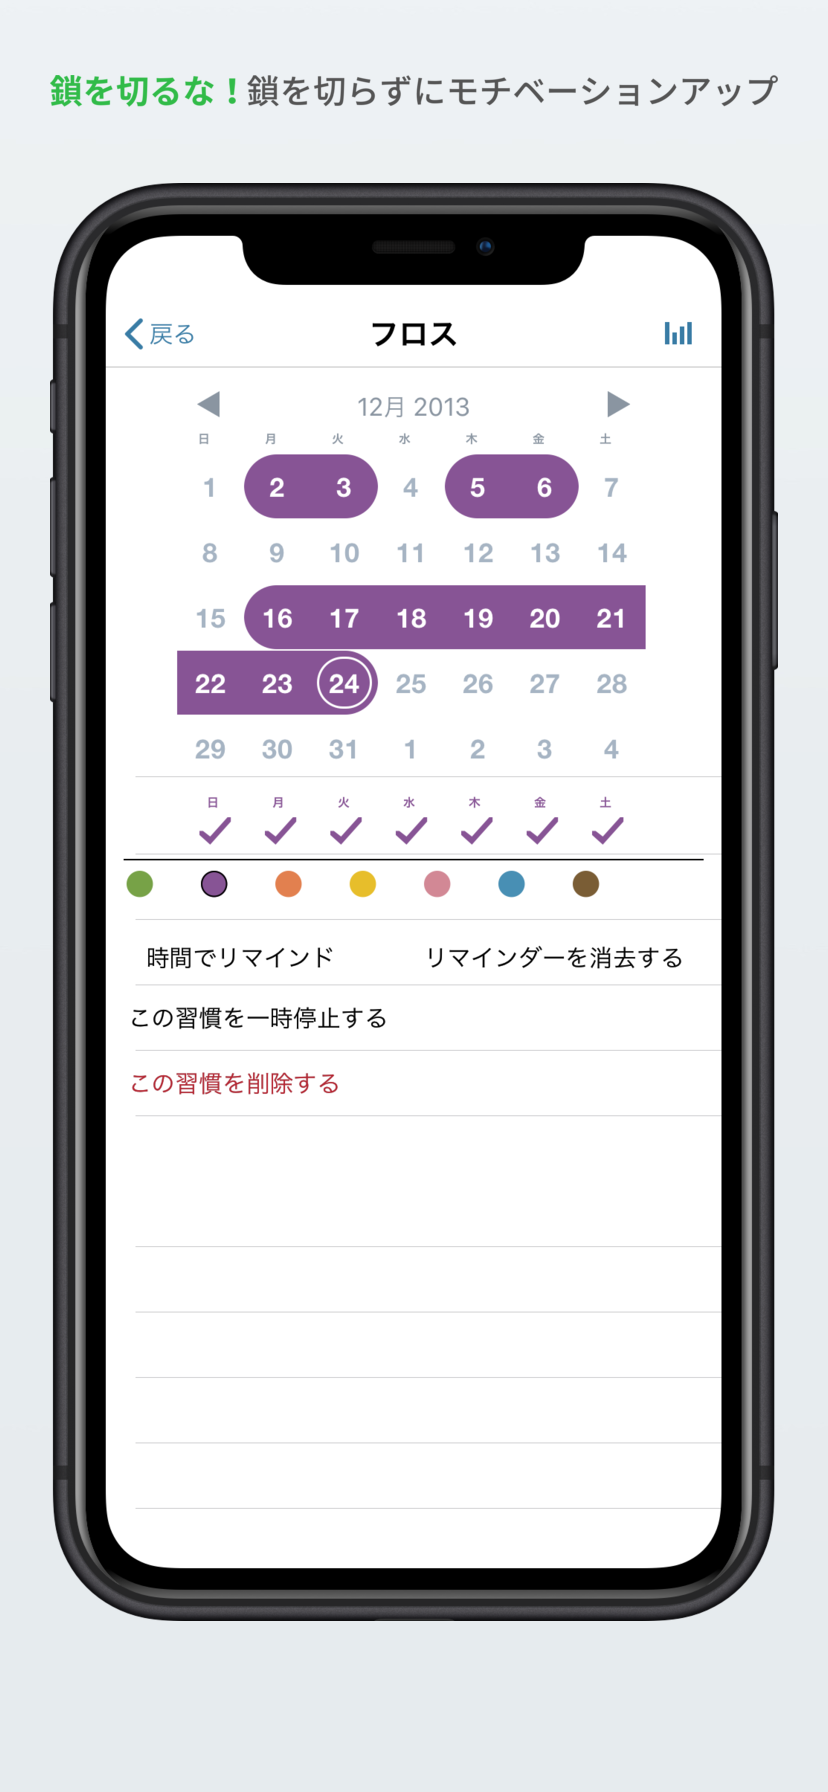 鎖を切るな！鎖を切らずにモチベーションアップ
戻る フロス
12月 2013
日 月 火 水 木 金 土
1 2 3 4 5 6 7
8 9 10 11 12 13 14
15 16 17 18 19 20 21
22 23 24 25 26 27 28
29 30 31 1 2 3 4
日 月 火 水 木 金 土
時間でリマインド リマインダーを消去する
この習慣を一時停止する
この習慣を削除する